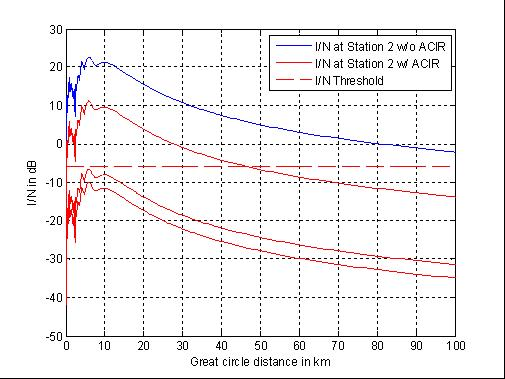 30
20
10
0
-10
-20
-30
-40
-50
I/N in dB
I/N at Station 2 w/o ACIR
I/N at Station 2 w/ ACIR
I/N Threshold
0 10 20 30 40 50 60 70 80 90 100
Great circle distance in km